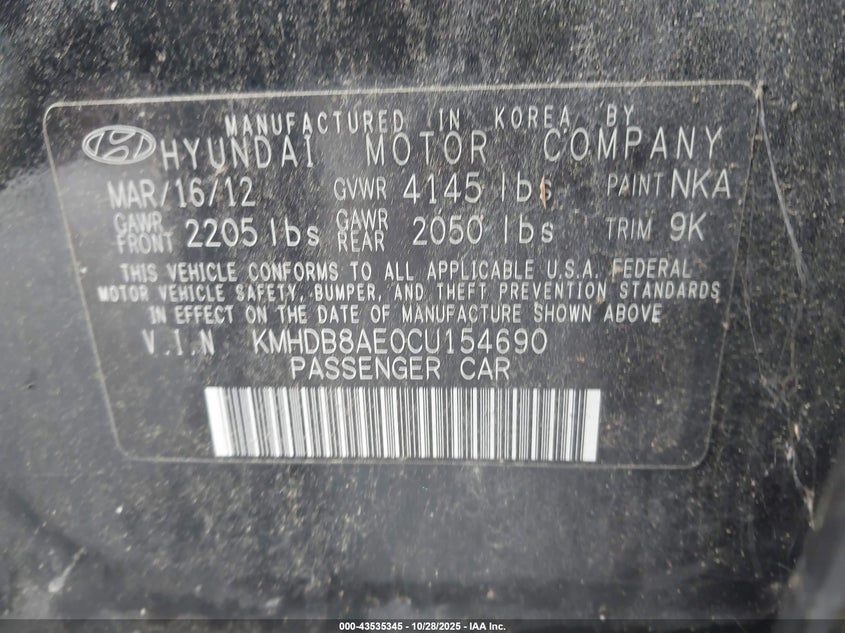 MANUFACTURED IN KOREA BY
HYUNDAI MOTOR COMPANY
MAR/16/12 GVWR 4145 lbs PAINT NKA
GAWR FRONT 2205 lbs GAWR REAR 2050 lbs TRIM 9K
THIS VEHICLE CONFORMS TO ALL APPLICABLE U.S.A. FEDERAL
MOTOR VEHICLE SAFETY, BUMPER, AND THEFT PREVENTION STANDARDS
IN EFFECT ON THE DATE OF MANUFACTURE SHOWN ABOVE
V.I.N KMHDB8AE0CU154690
PASSENGER CAR
000-43535345 | 10/28/2025 - IAA Inc.